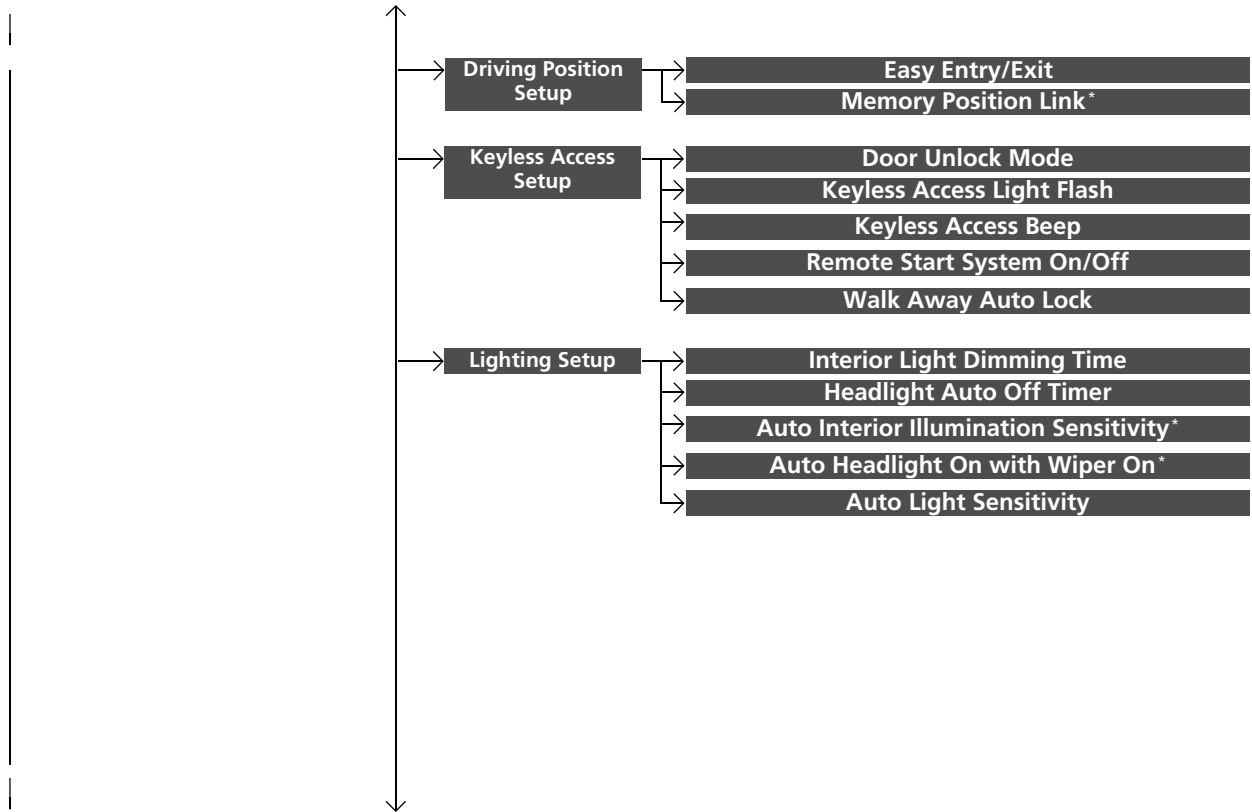 Driving Position
Setup
Easy Entry/Exit
Memory Position Link*
Keyless Access
Setup
Door Unlock Mode
Keyless Access Light Flash
Keyless Access Beep
Remote Start System On/Off
Walk Away Auto Lock
Lighting Setup
Interior Light Dimming Time
Headlight Auto Off Timer
Auto Interior Illumination Sensitivity*
Auto Headlight On with Wiper On*
Auto Light Sensitivity